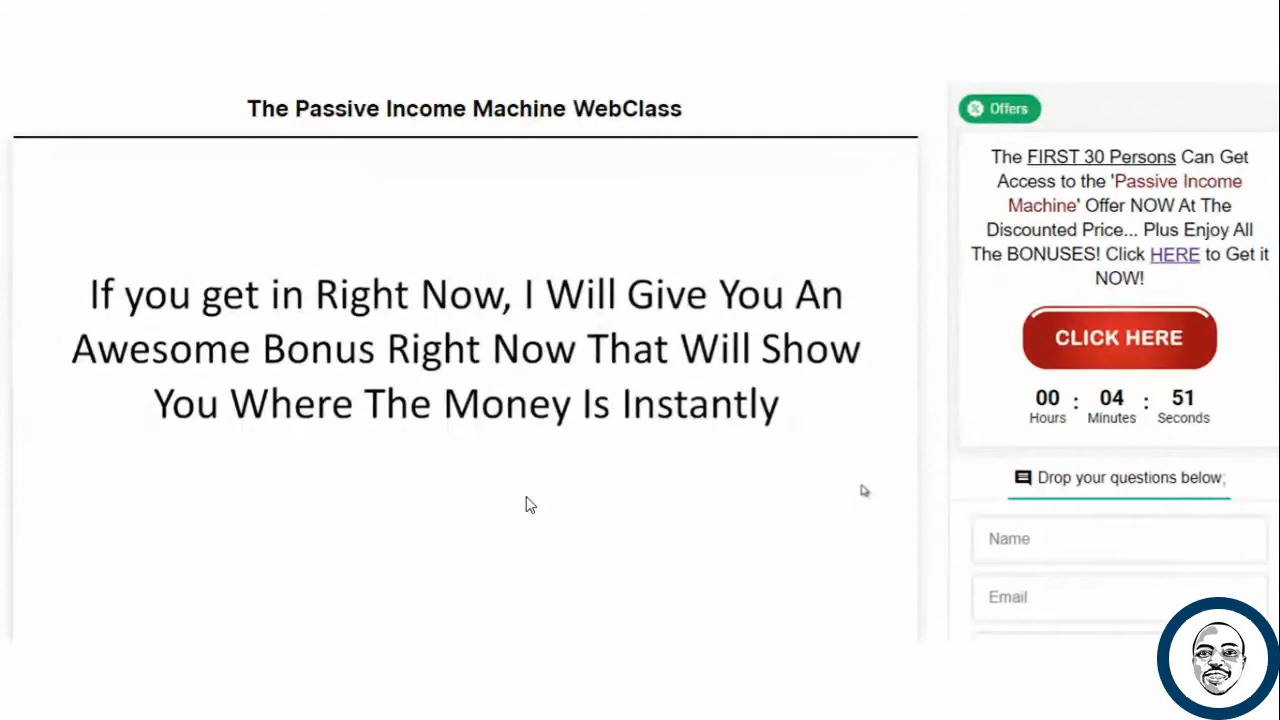 The Passive Income Machine WebClass
If you get in Right Now, I Will Give You An
Awesome Bonus Right Now That Will Show
You Where The Money Is Instantly
Offers
The FIRST 30 Persons Can Get
Access to the 'Passive Income
Machine' Offer NOW At The
Discounted Price... Plus Enjoy All
The BONUSES! Click HERE to Get it
NOW!
CLICK HERE
00 : 04 : 51
Hours Minutes Seconds
Drop your questions below;
Name
Email